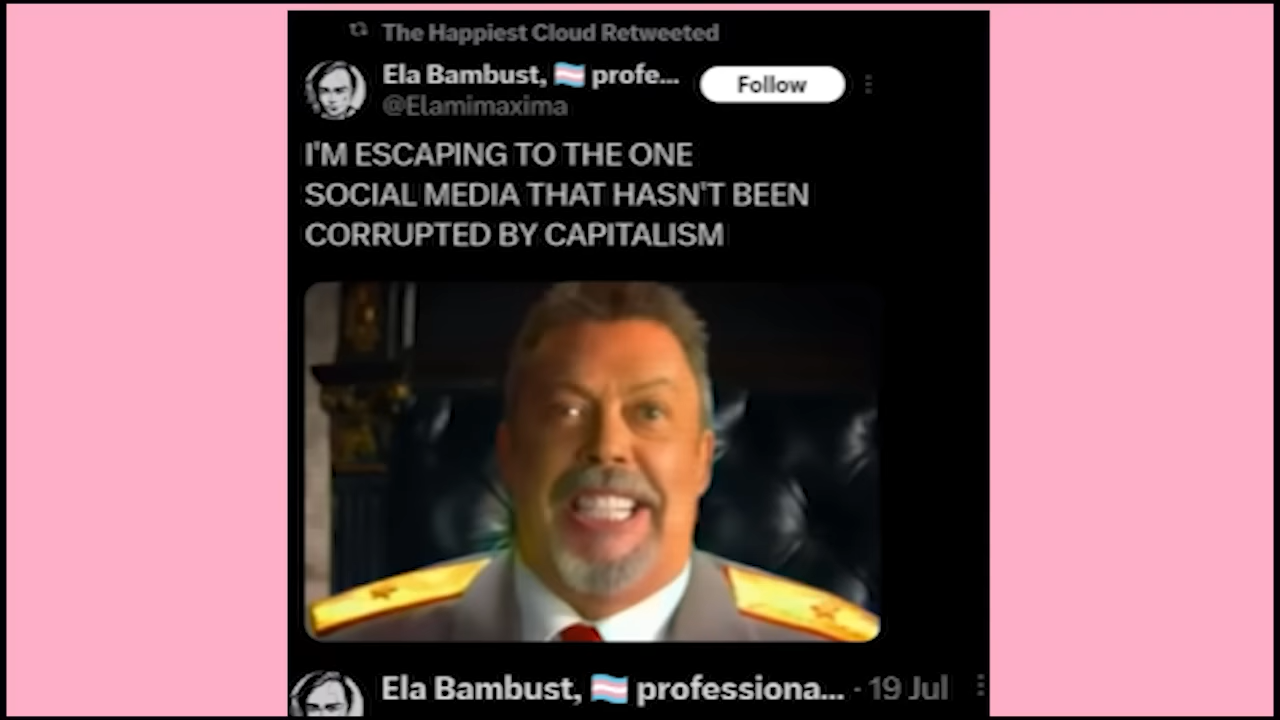 The Happiest Cloud Retweeted
Ela Bambust, 🏳️‍⚧️ profe...
Follow
@Elamimaxima
I'M ESCAPING TO THE ONE
SOCIAL MEDIA THAT HASN'T BEEN
CORRUPTED BY CAPITALISM
Ela Bambust, 🏳️‍⚧️ professiona... · 19 Jul